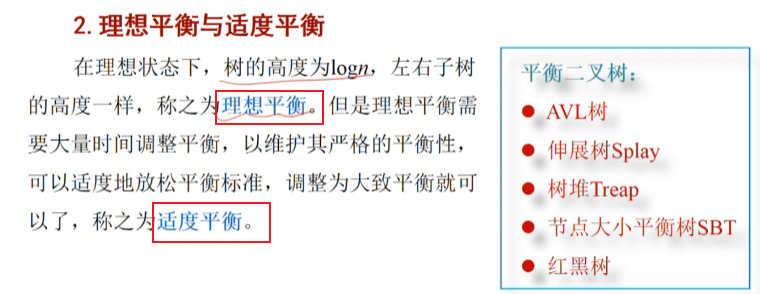 2. 理想平衡与适度平衡
在理想状态下，树的高度为logn，左右子树
的高度一样，称之为理想平衡。但是理想平衡需
要大量时间调整平衡，以维护其严格的平衡性，
可以适度地放松平衡标准，调整为大致平衡就可
以了，称之为适度平衡。
平衡二叉树：
● AVL树
● 伸展树Splay
● 树堆Treap
● 节点大小平衡树SBT
● 红黑树